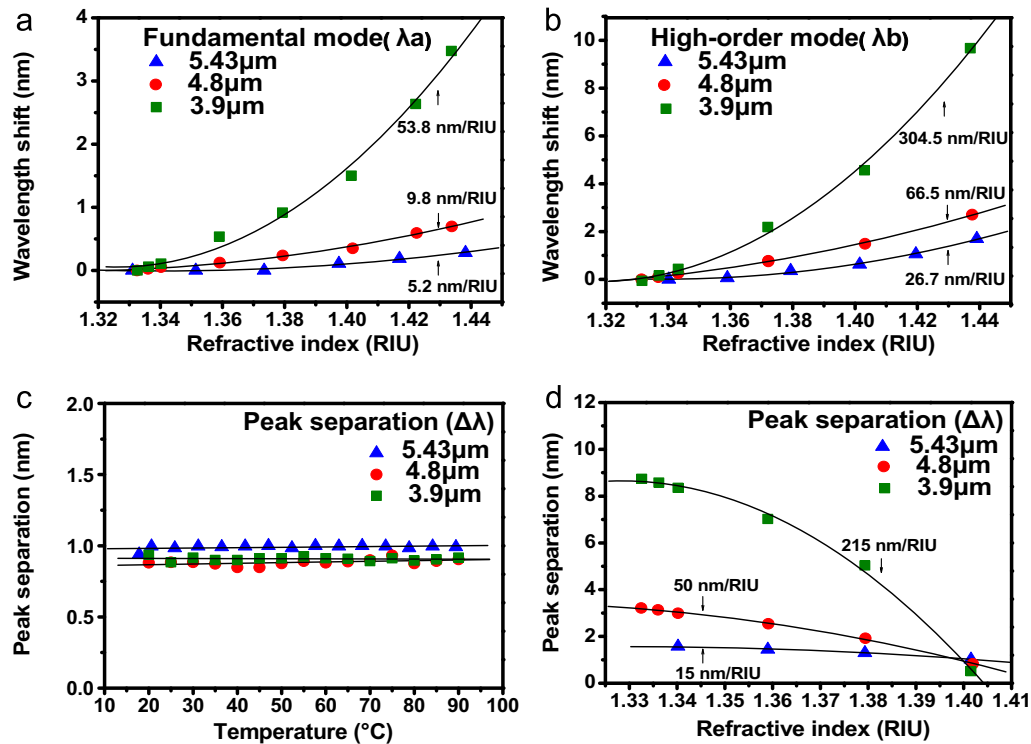 a
Fundamental mode( λa)
5.43µm
4.8µm
3.9µm
53.8 nm/RIU
9.8 nm/RIU
5.2 nm/RIU
Wavelength shift (nm)
4
3
2
1
0
1.32 1.34 1.36 1.38 1.40 1.42 1.44
Refractive index (RIU)
b
High-order mode(λb)
5.43µm
4.8µm
3.9µm
304.5 nm/RIU
66.5 nm/RIU
26.7 nm/RIU
Wavelength shift (nm)
10
8
6
4
2
0
1.32 1.34 1.36 1.38 1.40 1.42 1.44
Refractive index (RIU)
c
Peak separation (Δλ)
5.43µm
4.8µm
3.9µm
Peak separation (nm)
2.0
1.5
1.0
0.5
0.0
10 20 30 40 50 60 70 80 90 100
Temperature (°C)
d
Peak separation (Δλ)
5.43µm
4.8µm
3.9µm
215 nm/RIU
50 nm/RIU
15 nm/RIU
Peak separation (nm)
12
10
8
6
4
2
0
1.33 1.34 1.35 1.36 1.37 1.38 1.39 1.40 1.41
Refractive index (RIU)